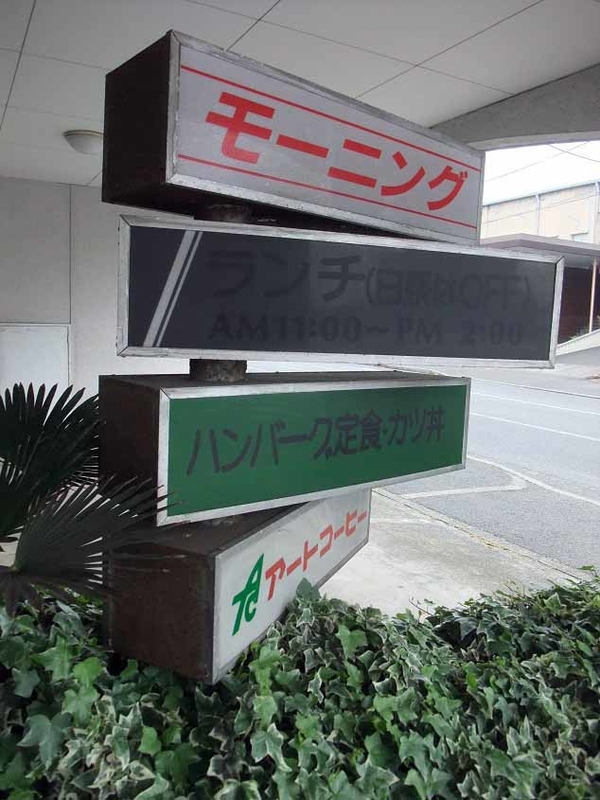 モーニング
ランチ(日祭はOFF)
AM11:00～PM 2:00
ハンバーグ定食・カツ丼
アートコーヒー